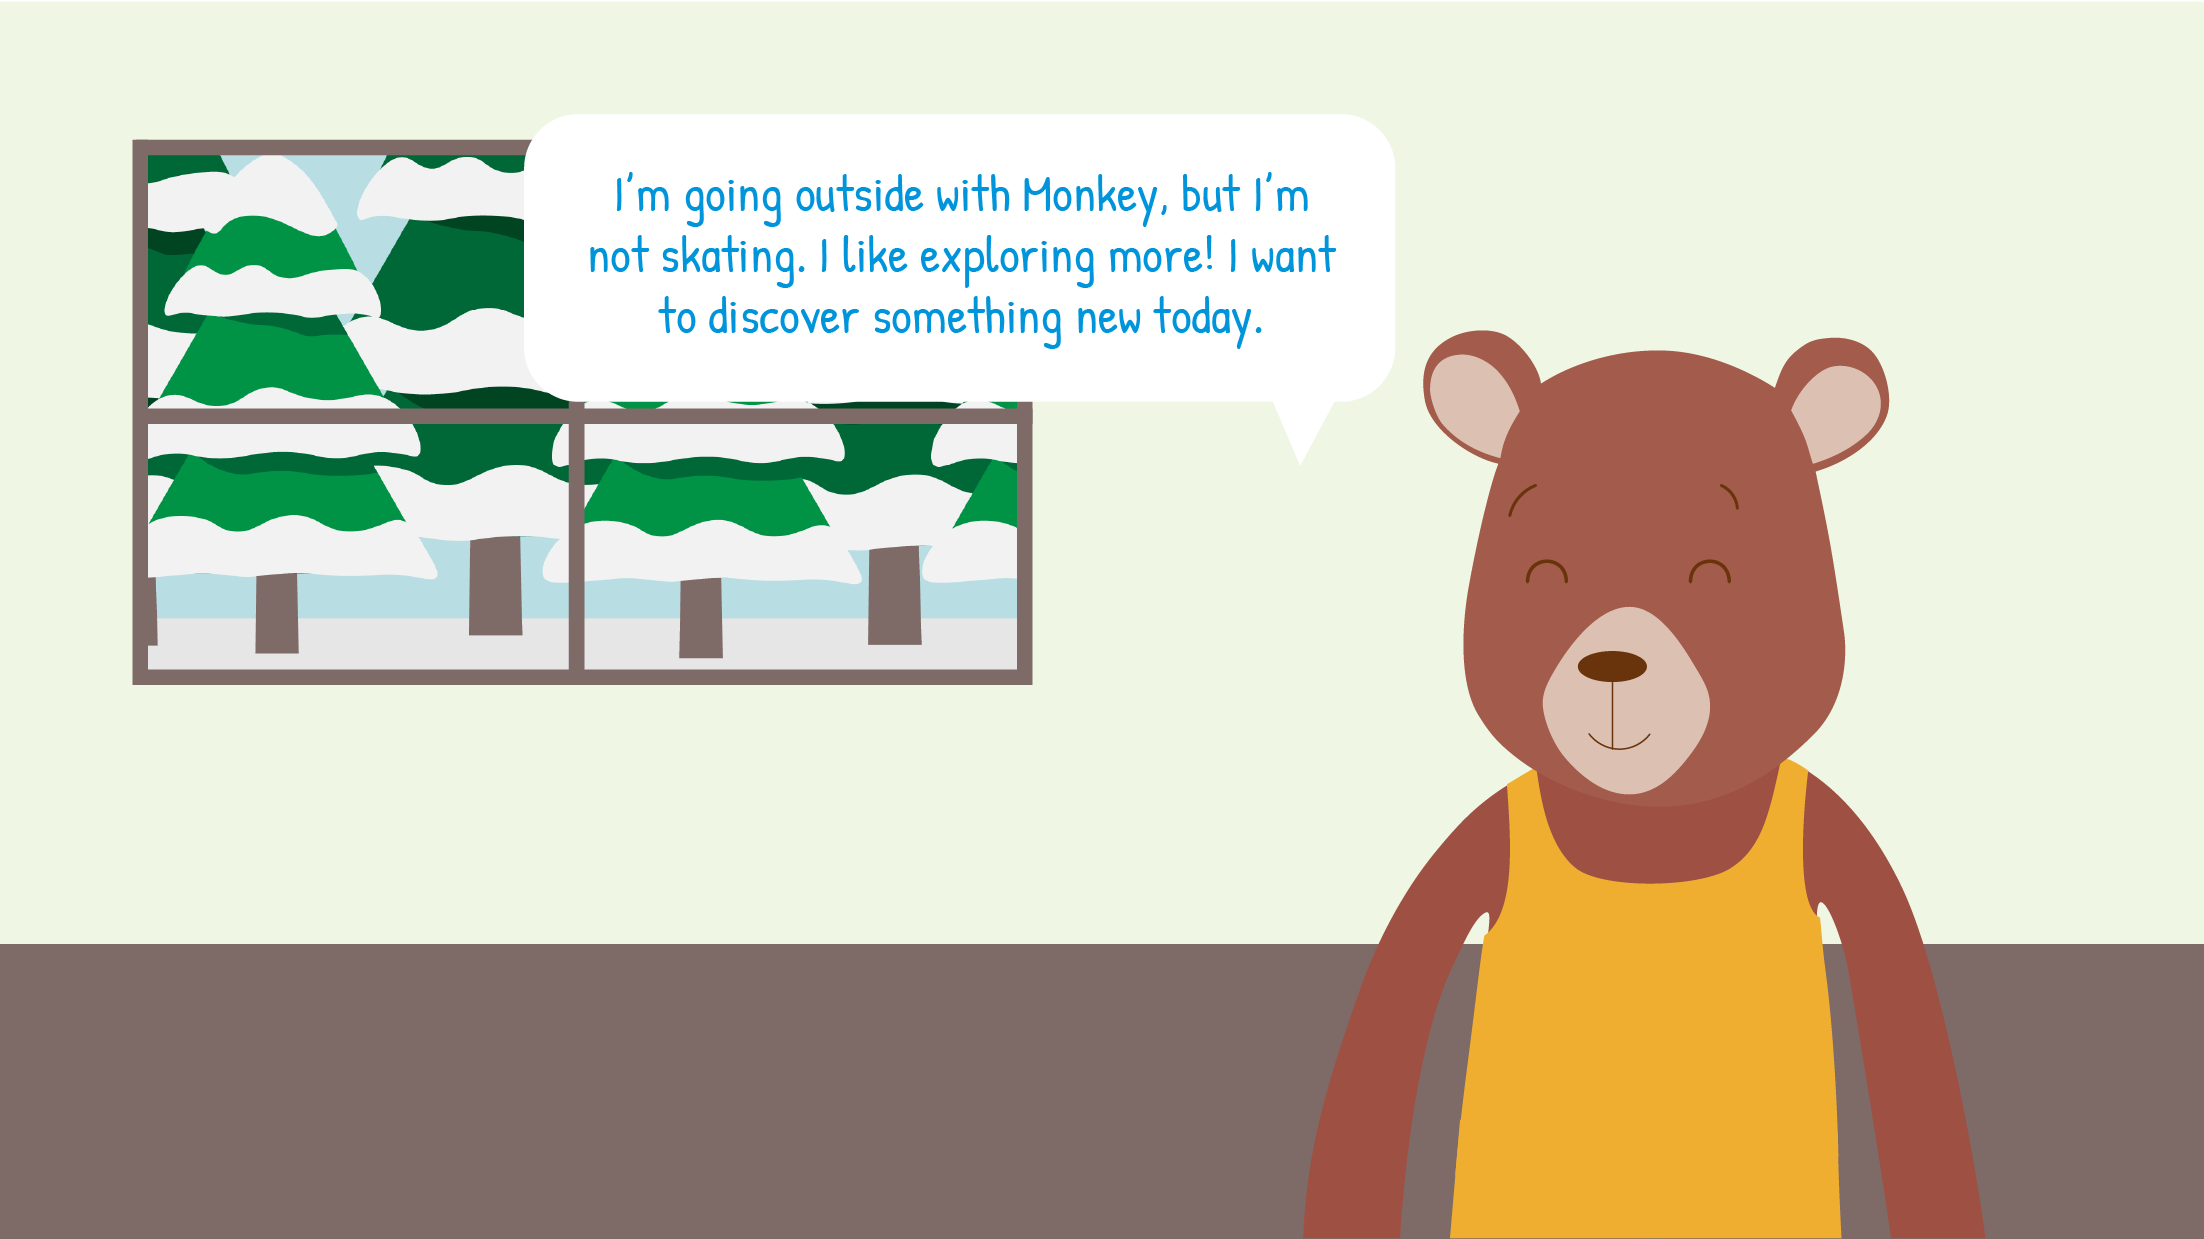 I'm going outside with Monkey, but I'm
not skating. I like exploring more! I want
to discover something new today.